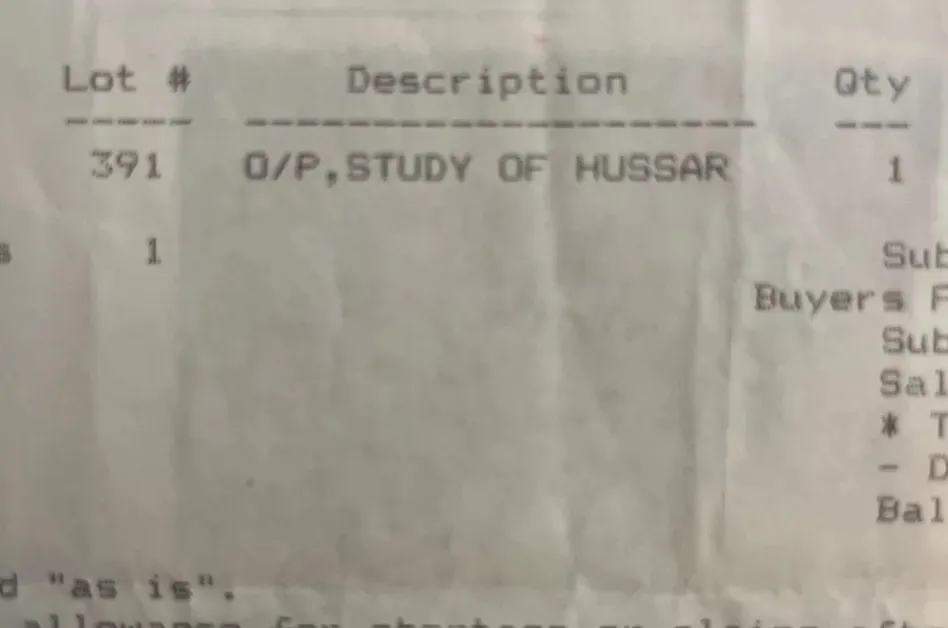 Lot # Description Qty
----- -------------------- ---
391 O/P,STUDY OF HUSSAR 1
1 Sub
Buyers F
Sub
Sal
* T
- D
Bal
d "as is".